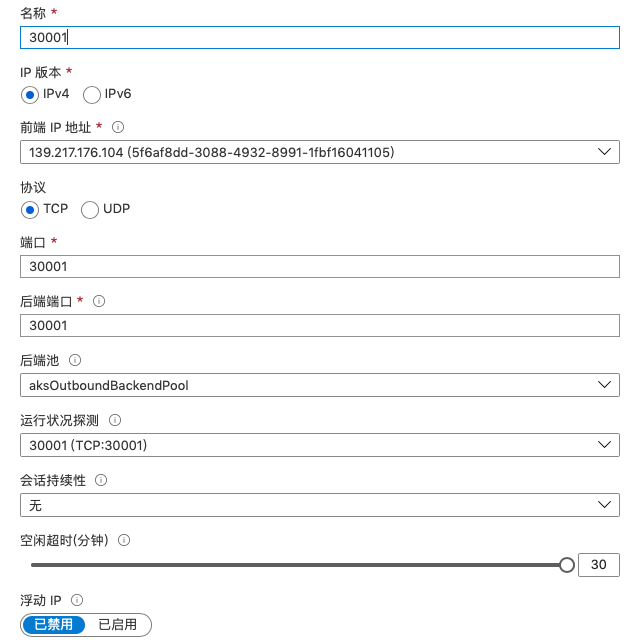 名称 *
30001
IP 版本 *
IPv4 IPv6
前端 IP 地址 *
139.217.176.104 (5f6af8dd-3088-4932-8991-1fbf16041105)
协议
TCP UDP
端口 *
30001
后端端口 *
30001
后端池
aksOutboundBackendPool
运行状况探测
30001 (TCP:30001)
会话持续性
无
空闲超时(分钟)
30
浮动 IP
已禁用 已启用